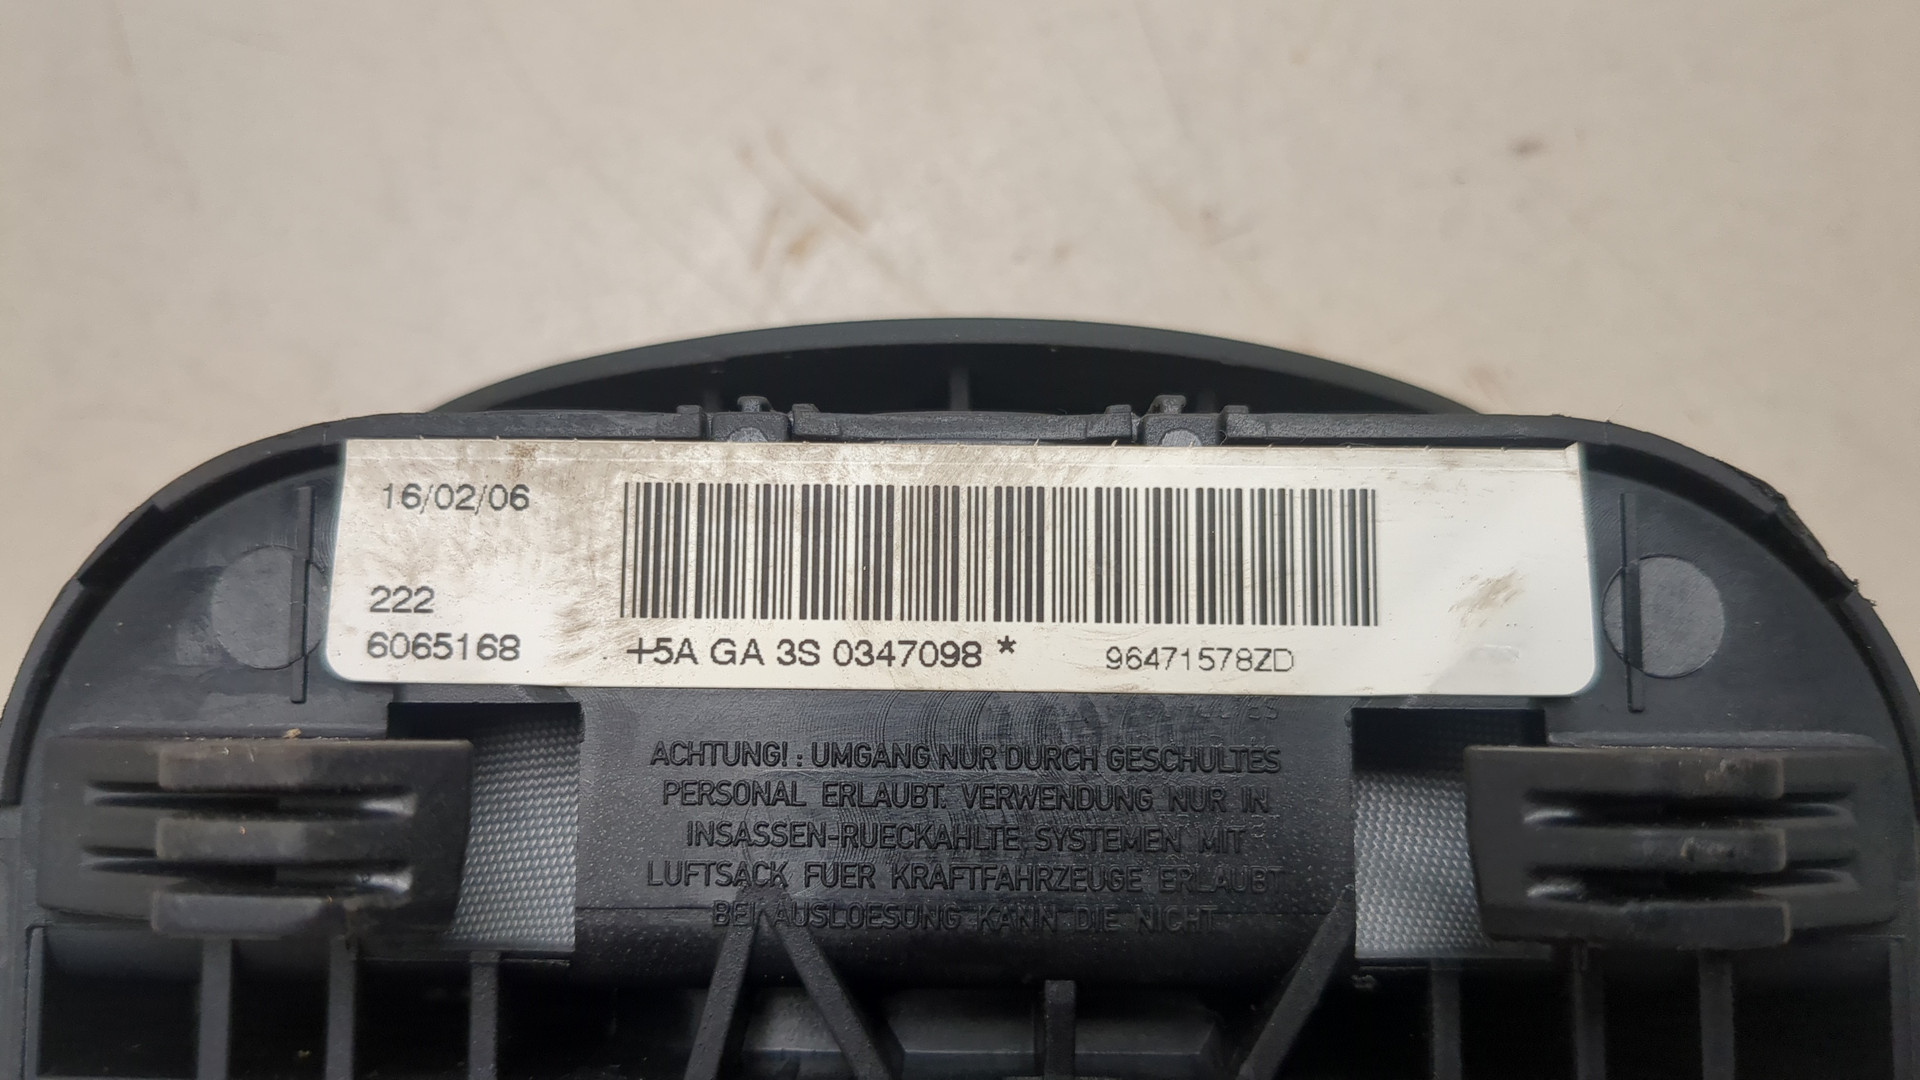 16/02/06
222
6065168
+5A GA 3S 0347098 *
96471578ZD
ACHTUNG! : UMGANG NUR DURCH GESCHULTES
PERSONAL ERLAUBT. VERWENDUNG NUR IN
INSASSEN-RUECKAHLTE SYSTEMEN MIT
LUFTSACK FUER KRAFTFAHRZEUGE ERLAUBT
BEI AUSLOESUNG KANN DIE NICHT